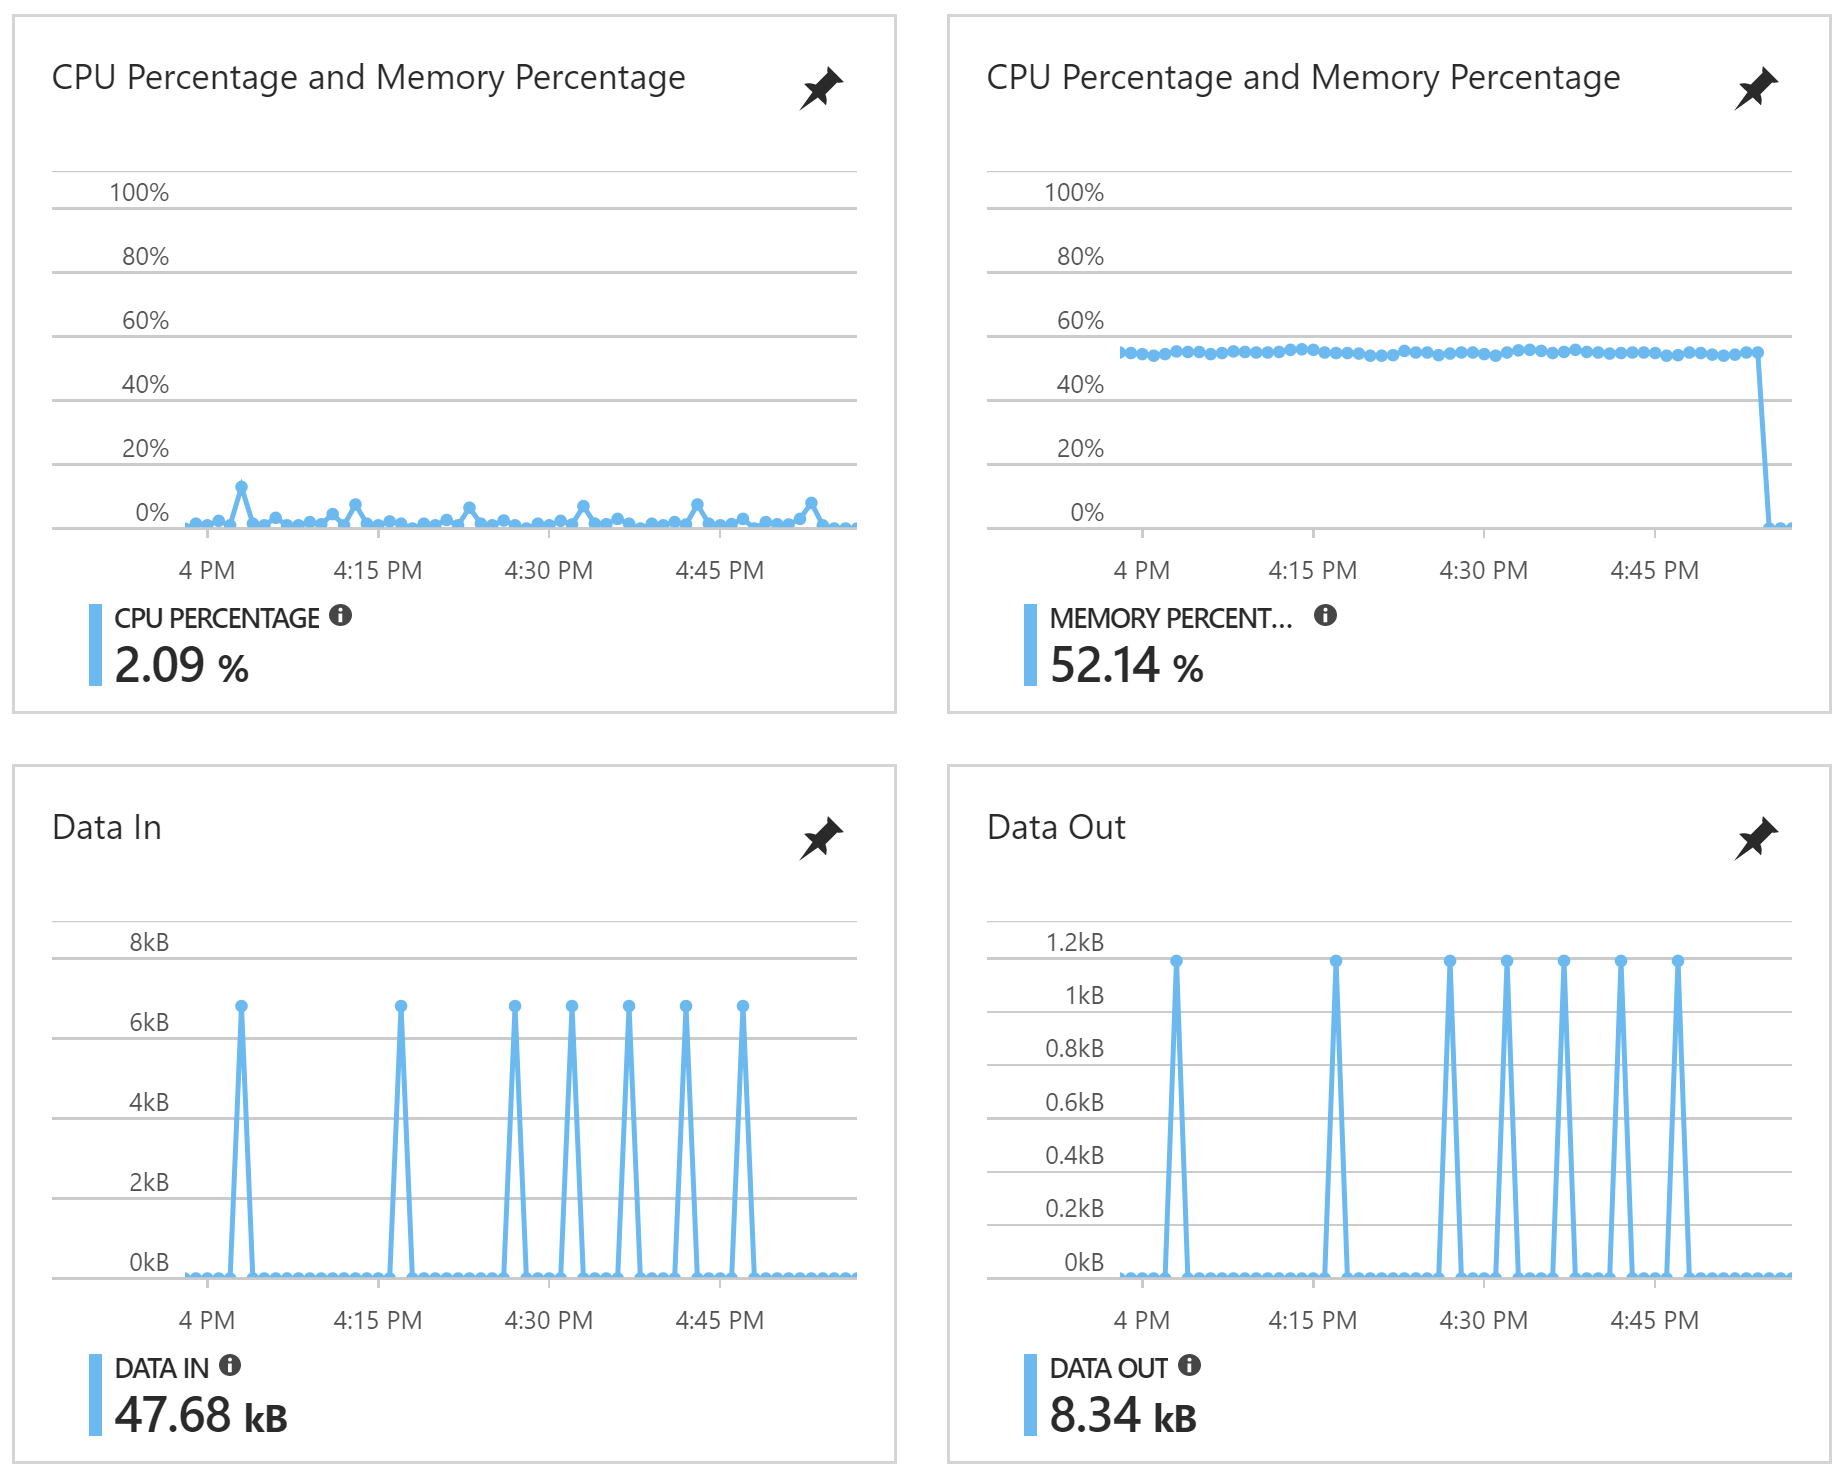 CPU Percentage and Memory Percentage
100%
80%
60%
40%
20%
0%
4 PM 4:15 PM 4:30 PM 4:45 PM
CPU PERCENTAGE
2.09 %
CPU Percentage and Memory Percentage
100%
80%
60%
40%
20%
0%
4 PM 4:15 PM 4:30 PM 4:45 PM
MEMORY PERCENT...
52.14 %
Data In
8kB
6kB
4kB
2kB
0kB
4 PM 4:15 PM 4:30 PM 4:45 PM
DATA IN
47.68 kB
Data Out
1.2kB
1kB
0.8kB
0.6kB
0.4kB
0.2kB
0kB
4 PM 4:15 PM 4:30 PM 4:45 PM
DATA OUT
8.34 kB